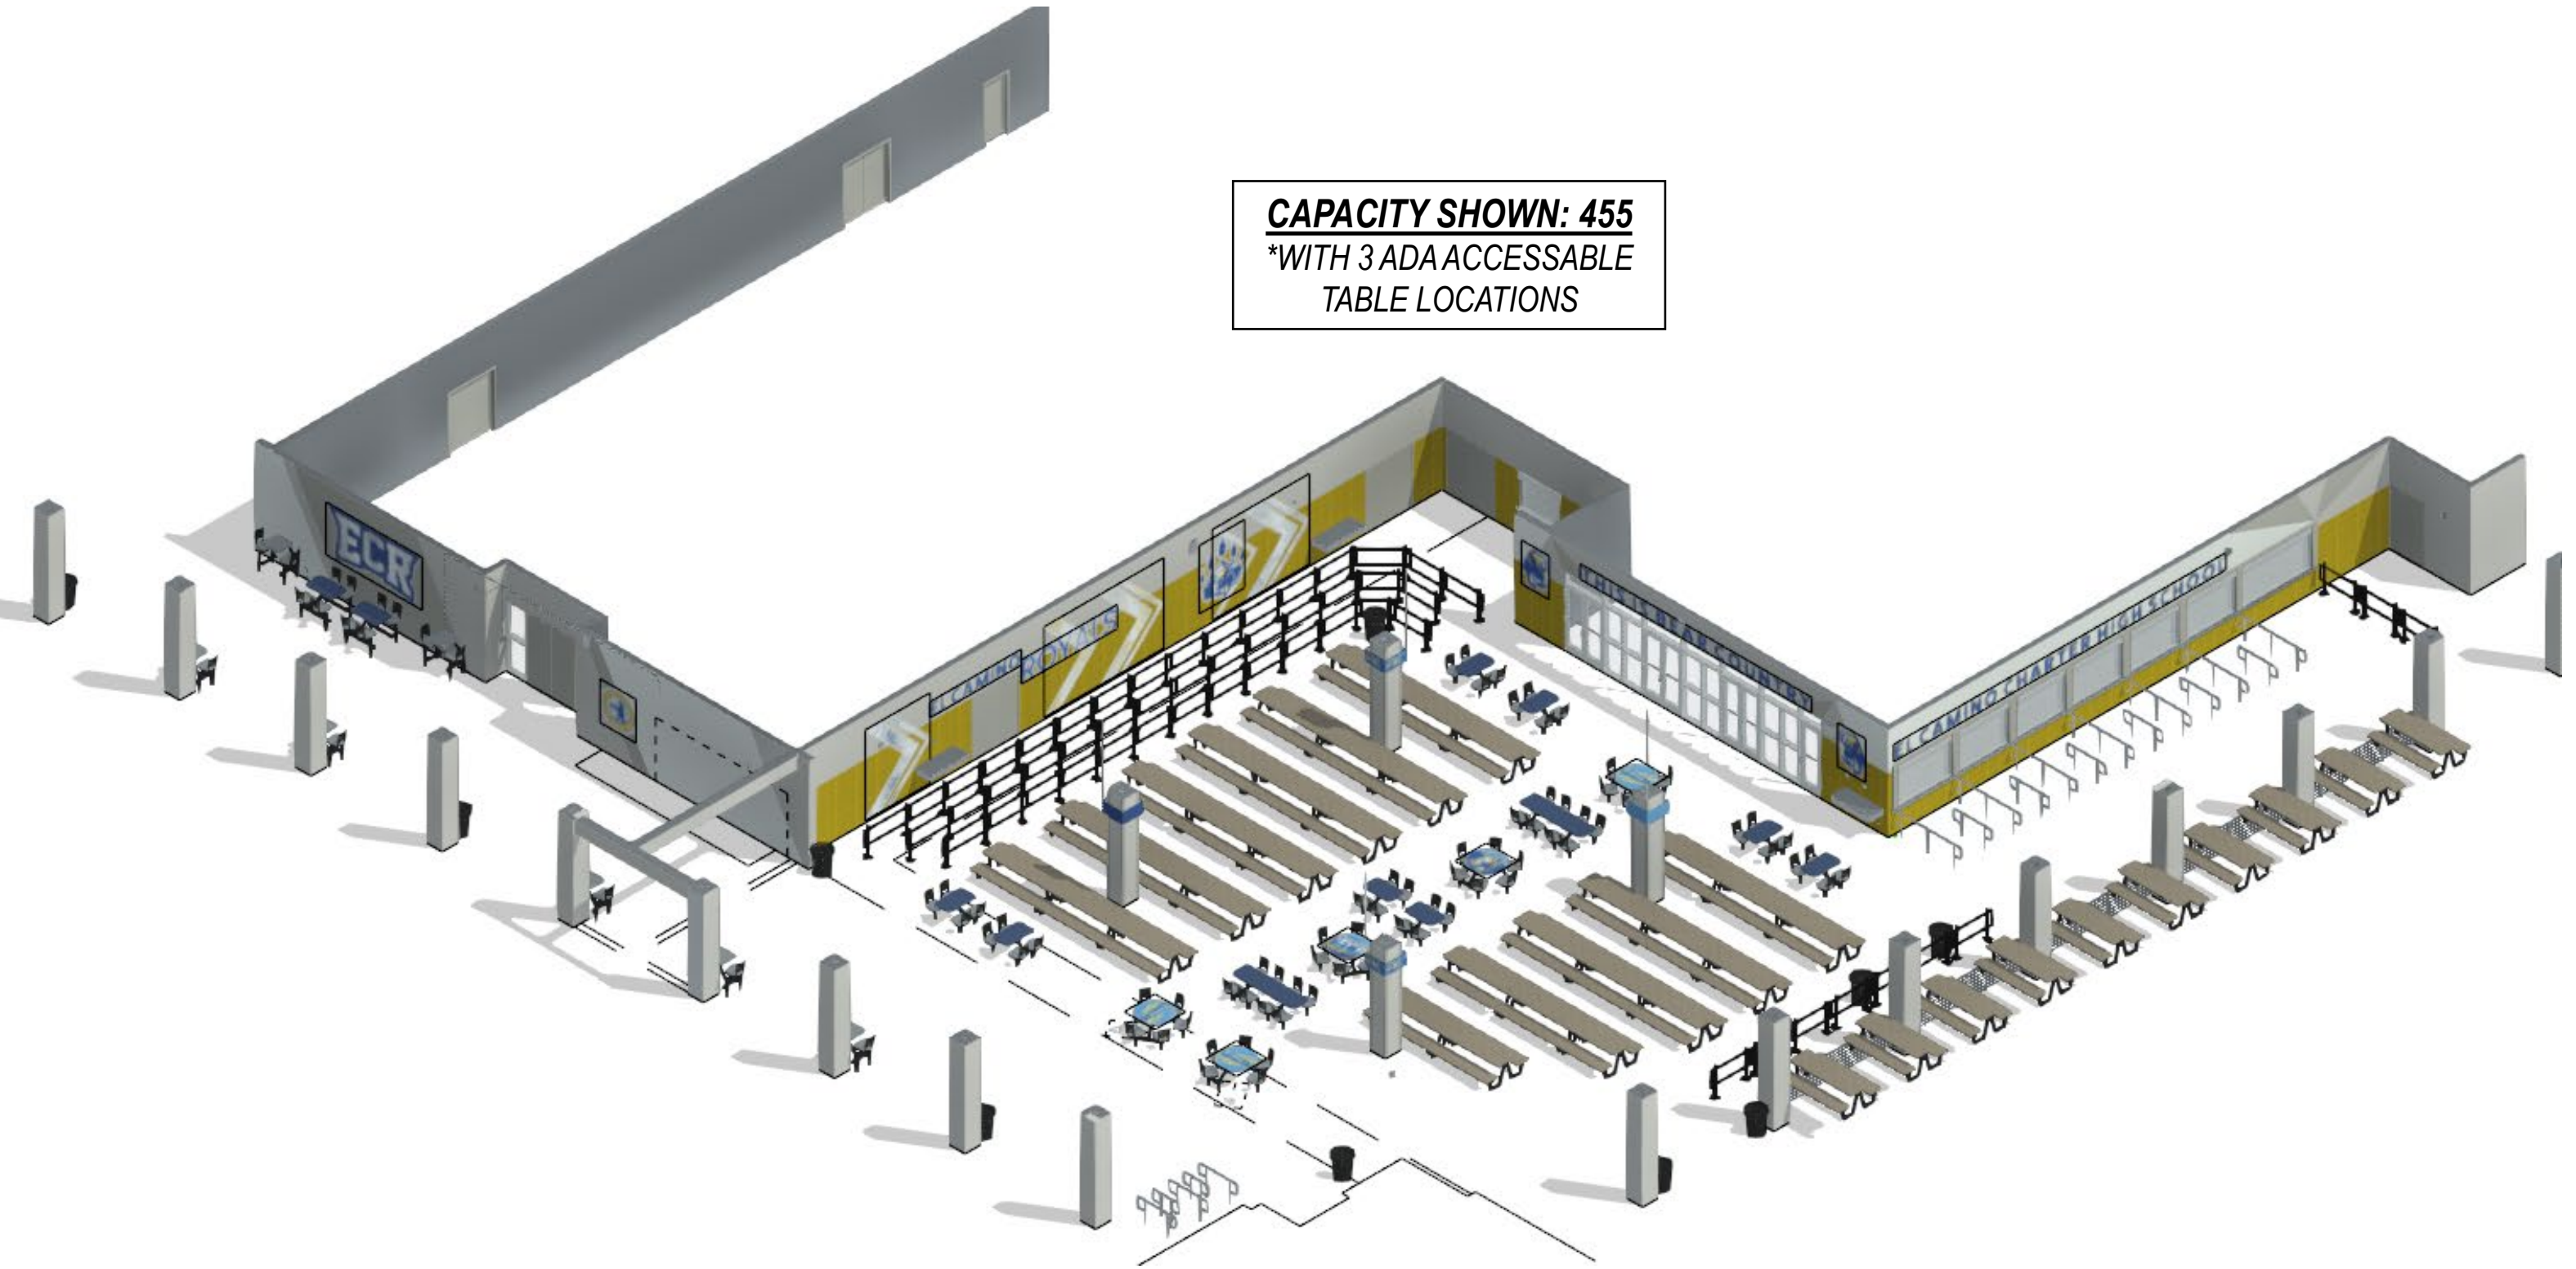 CAPACITY SHOWN: 455
*WITH 3 ADA ACCESSABLE
TABLE LOCATIONS
ECR
EL CAMINO
ROYALS
THIS IS BEAR COUNTRY
EL CAMINO CHARTER HIGH SCHOOL